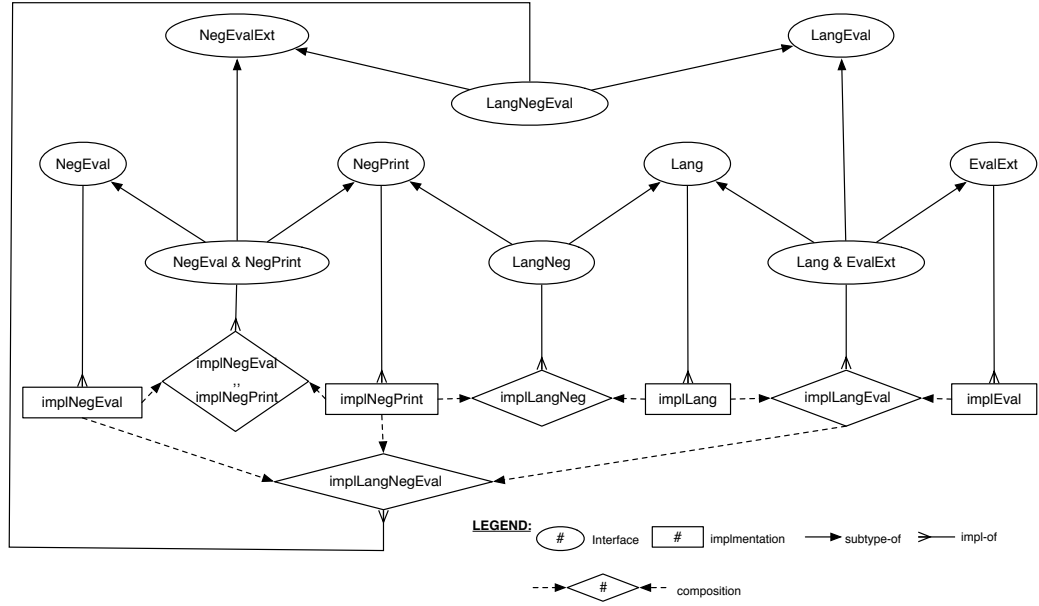 NegEvalExt
LangEval
LangNegEval
NegEval
NegPrint
Lang
EvalExt
NegEval & NegPrint
LangNeg
Lang & EvalExt
implNegEval
,,
implNegPrint
implNegEval
implNegPrint
implLangNeg
implLang
implLangEval
implEval
implLangNegEval
LEGEND:
# Interface # implmentation subtype-of impl-of
# composition